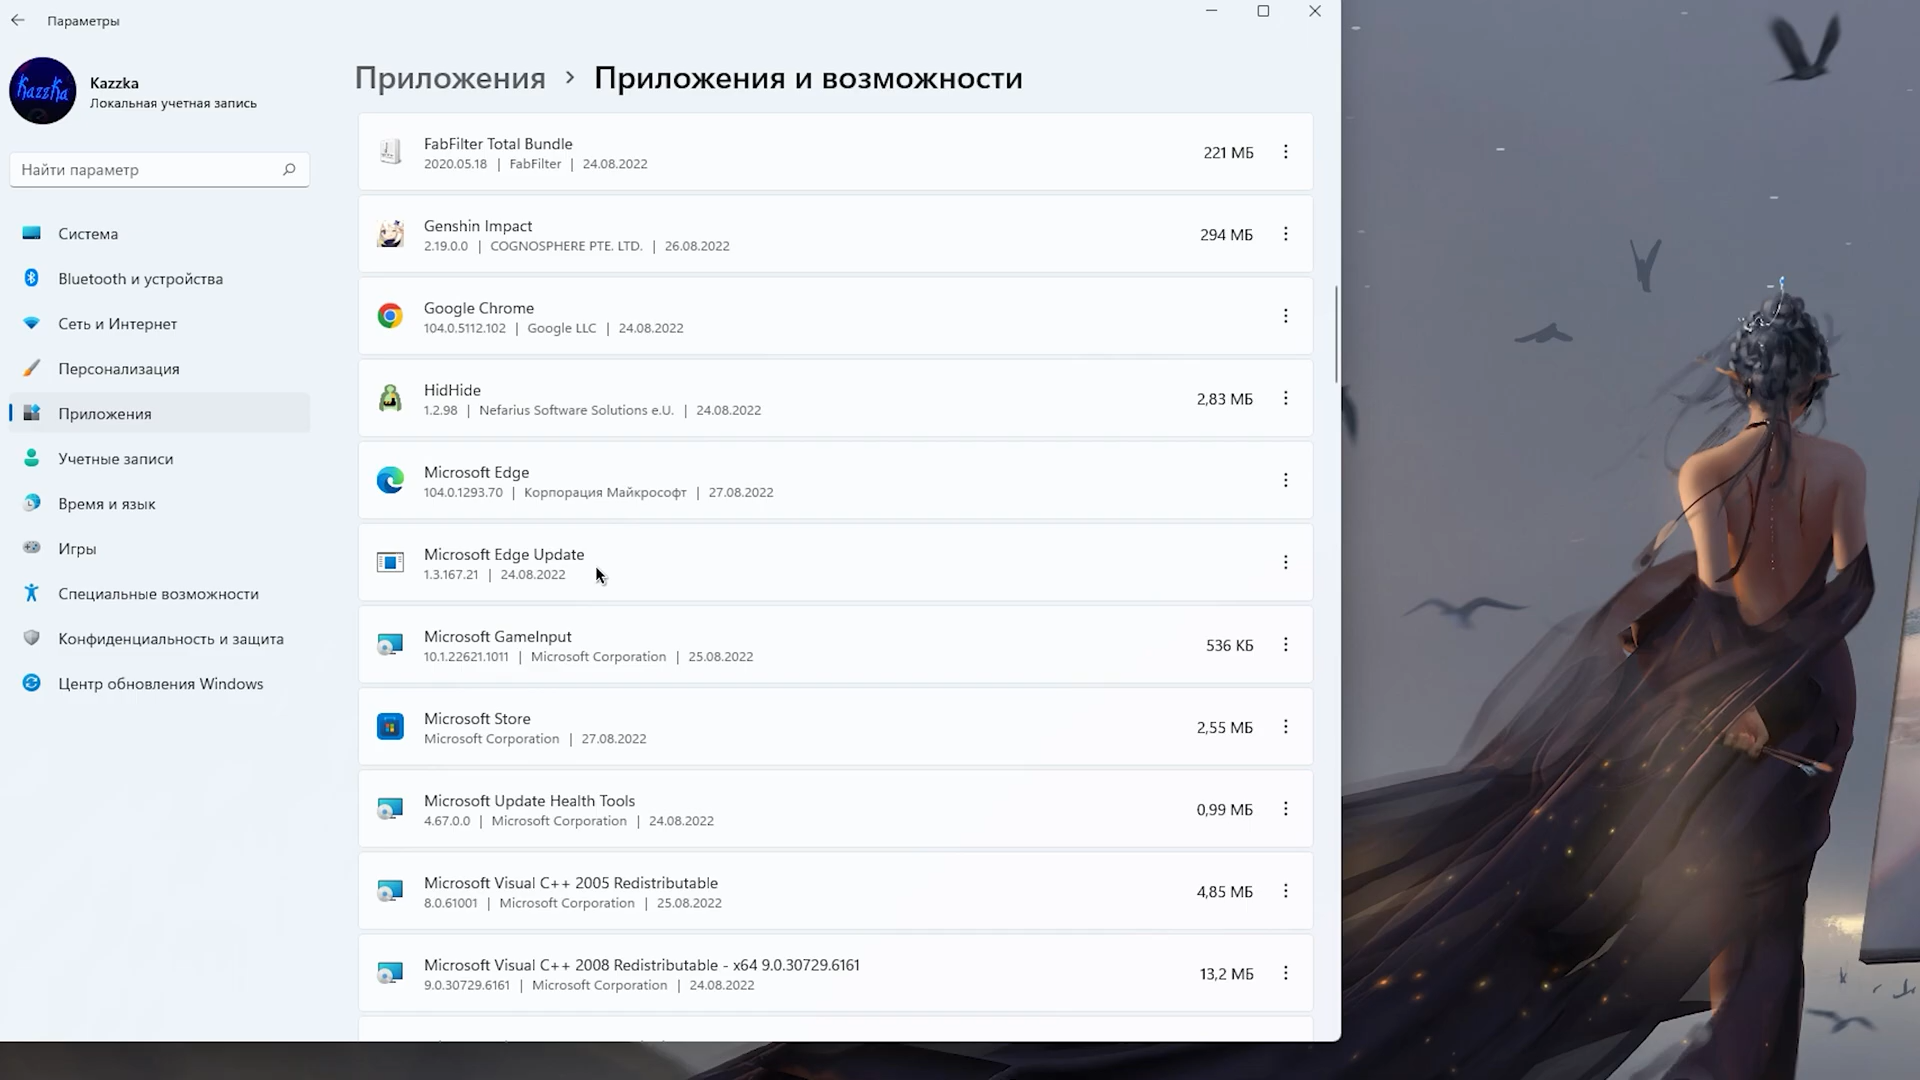 Параметры
KazzKa
Kazzka
Локальная учетная запись
Найти параметр
Система
Bluetooth и устройства
Сеть и Интернет
Персонализация
Приложения
Учетные записи
Время и язык
Игры
Специальные возможности
Конфиденциальность и защита
Центр обновления Windows
Приложения > Приложения и возможности
FabFilter Total Bundle
2020.05.18 | FabFilter | 24.08.2022
221 МБ
Genshin Impact
2.19.0.0 | COGNOSPHERE PTE. LTD. | 26.08.2022
294 МБ
Google Chrome
104.0.5112.102 | Google LLC | 24.08.2022
HidHide
1.2.98 | Nefarius Software Solutions e.U. | 24.08.2022
2,83 МБ
Microsoft Edge
104.0.1293.70 | Корпорация Майкрософт | 27.08.2022
Microsoft Edge Update
1.3.167.21 | 24.08.2022
Microsoft GameInput
10.1.22621.1011 | Microsoft Corporation | 25.08.2022
536 КБ
Microsoft Store
Microsoft Corporation | 27.08.2022
2,55 МБ
Microsoft Update Health Tools
4.67.0.0 | Microsoft Corporation | 24.08.2022
0,99 МБ
Microsoft Visual C++ 2005 Redistributable
8.0.61001 | Microsoft Corporation | 25.08.2022
4,85 МБ
Microsoft Visual C++ 2008 Redistributable - x64 9.0.30729.6161
9.0.30729.6161 | Microsoft Corporation | 24.08.2022
13,2 МБ